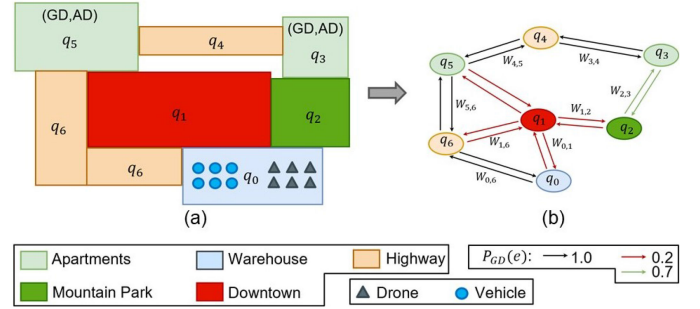 (GD,AD)
q5
q4
(GD,AD)
q3
q6
q1
q2
q6
q0
(a)
q4
q3
q5
W4,5
W3,4
W2,3
W5,6
q1
W1,2
q2
q6
W1,6
W0,1
W0,6
q0
(b)
Apartments
Warehouse
Highway
Mountain Park
Downtown
Drone
Vehicle
PGD(e):
1.0
0.2
0.7